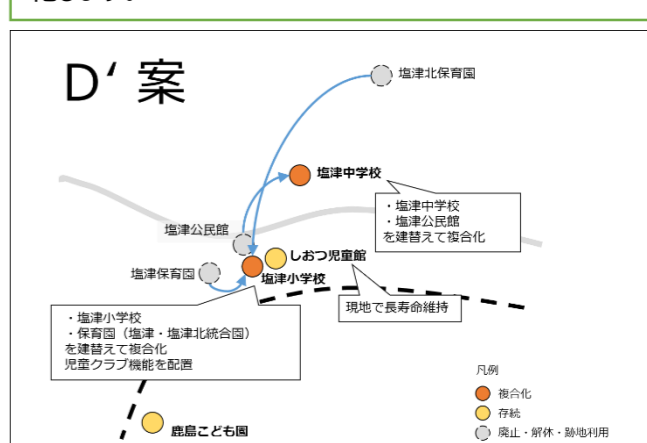 D‘ 案
塩津北保育園
塩津中学校
・塩津中学校
・塩津公民館
を建替えて複合化
塩津公民館
しおつ児童館
塩津保育園
塩津小学校
現地で長寿命維持
・塩津小学校
・保育園（塩津・塩津北統合園）
を建替えて複合化
児童クラブ機能を配置
凡例
複合化
存続
廃止・解体・跡地利用
鹿島こども園